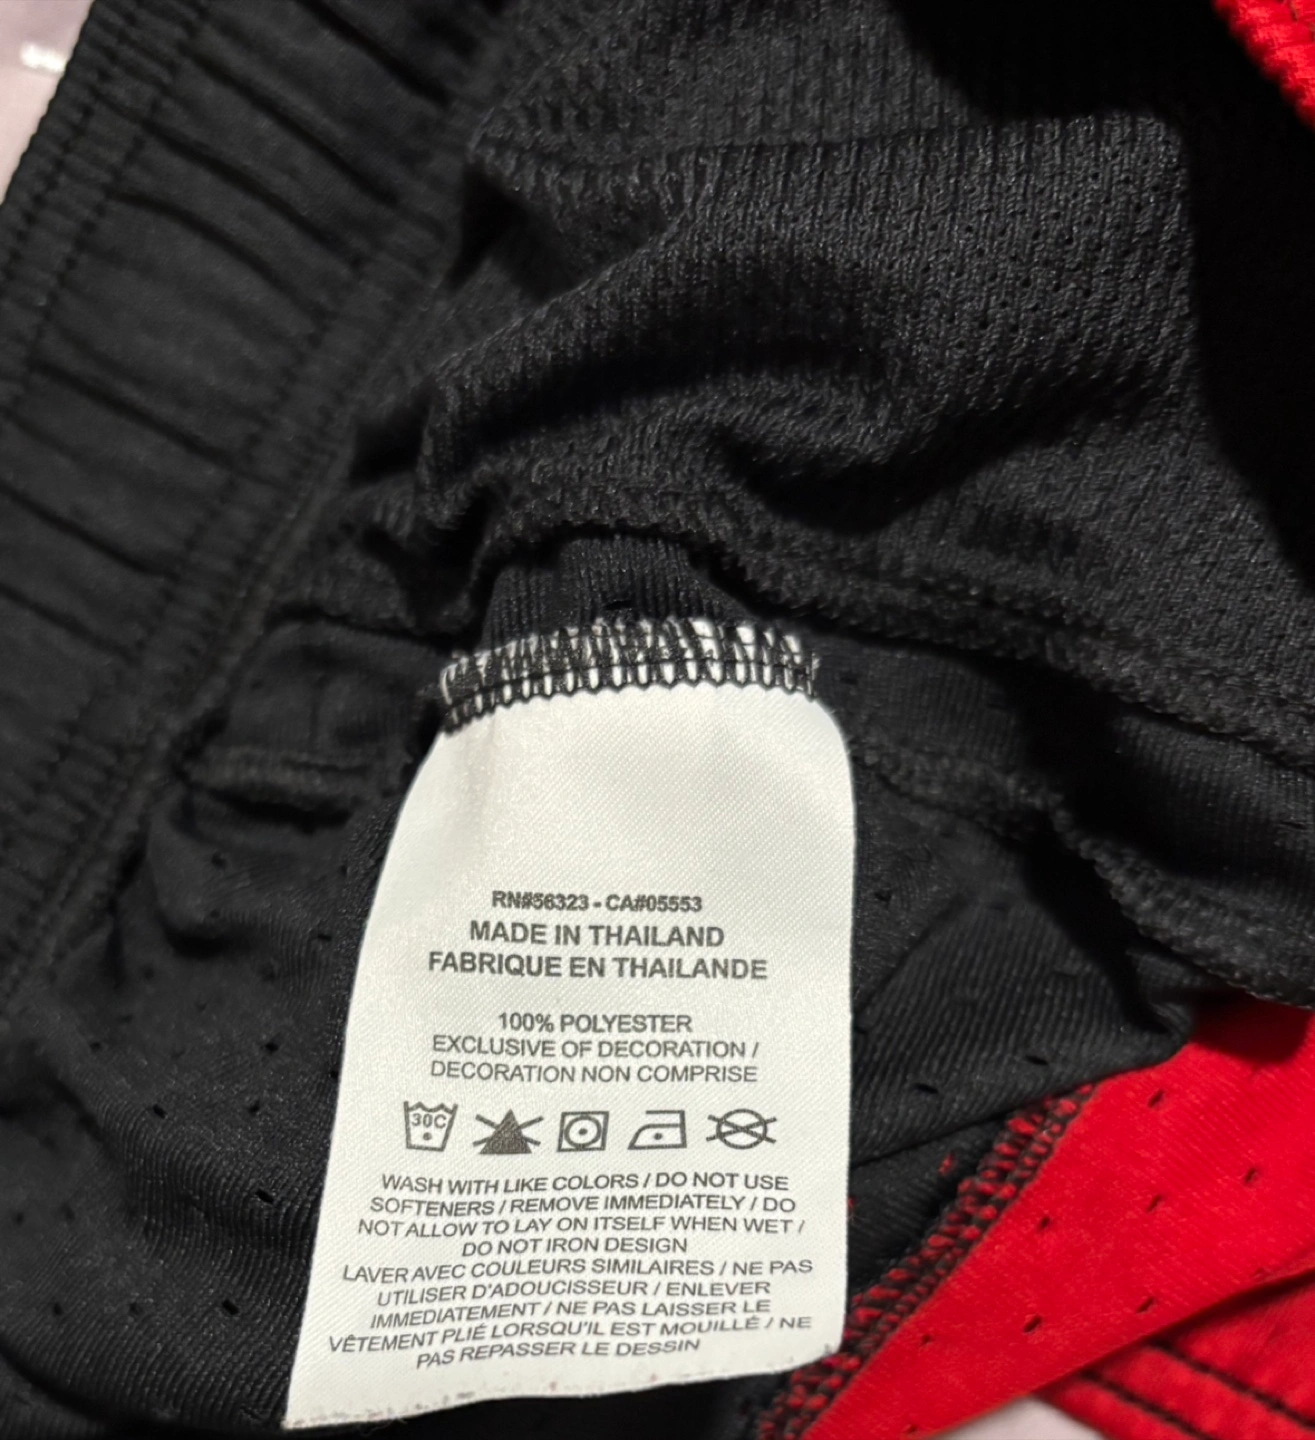 RN#56323 - CA#05553
MADE IN THAILAND
FABRIQUE EN THAILANDE
100% POLYESTER
EXCLUSIVE OF DECORATION /
DECORATION NON COMPRISE
30C
WASH WITH LIKE COLORS / DO NOT USE
SOFTENERS / REMOVE IMMEDIATELY / DO
NOT ALLOW TO LAY ON ITSELF WHEN WET /
DO NOT IRON DESIGN
LAVER AVEC COULEURS SIMILAIRES / NE PAS
UTILISER D'ADOUCISSEUR / ENLEVER
IMMEDIATEMENT / NE PAS LAISSER LE
VÊTEMENT PLIÉ LORSQU'IL EST MOUILLÉ / NE
PAS REPASSER LE DESSIN